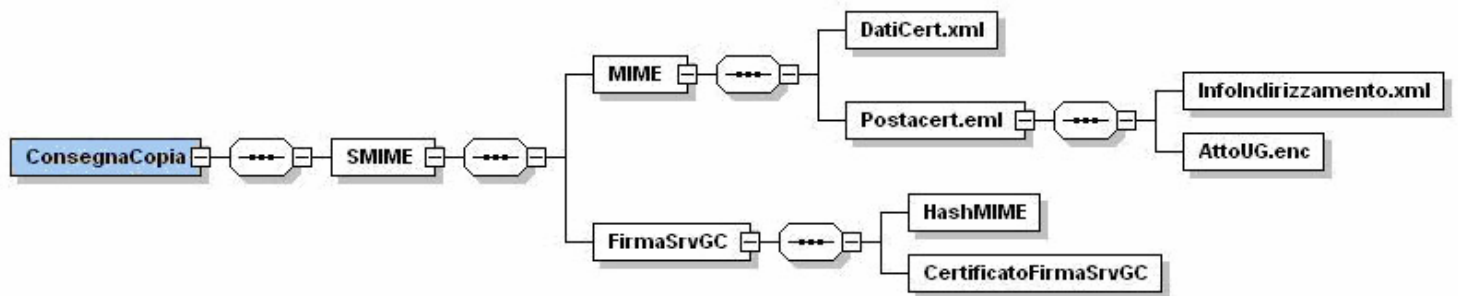 DatiCert.xml
MIME
InfoIndirizzamento.xml
Postacert.eml
ConsegnaCopia
SMIME
AttoUG.enc
HashMIME
FirmaSrvGC
CertificatoFirmaSrvGC